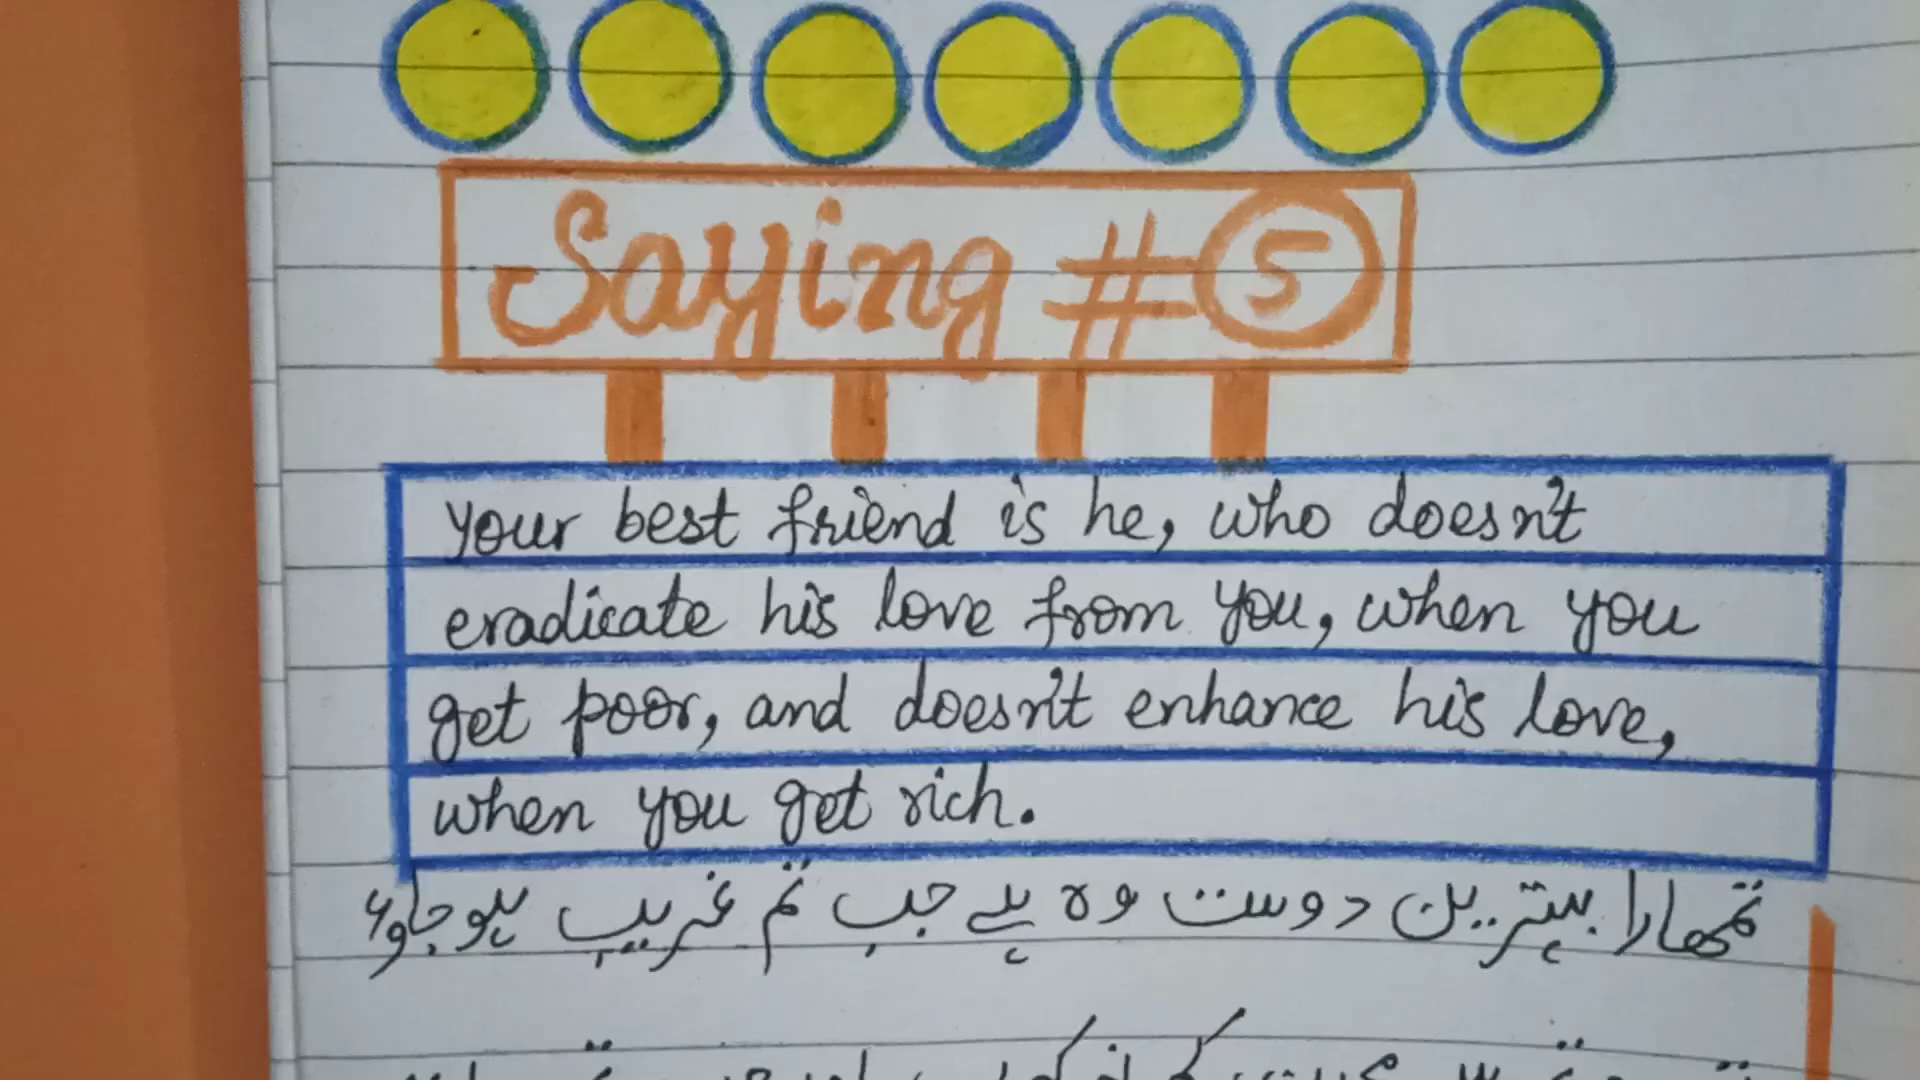 Saying #5
your best friend is he, who doesn't
eradicate his love from you, when you
get poor, and doesn't enhance his love,
when you get rich.
تمھارا بہترین دوست وہ ہے جب تم غریب ہو جاؤ